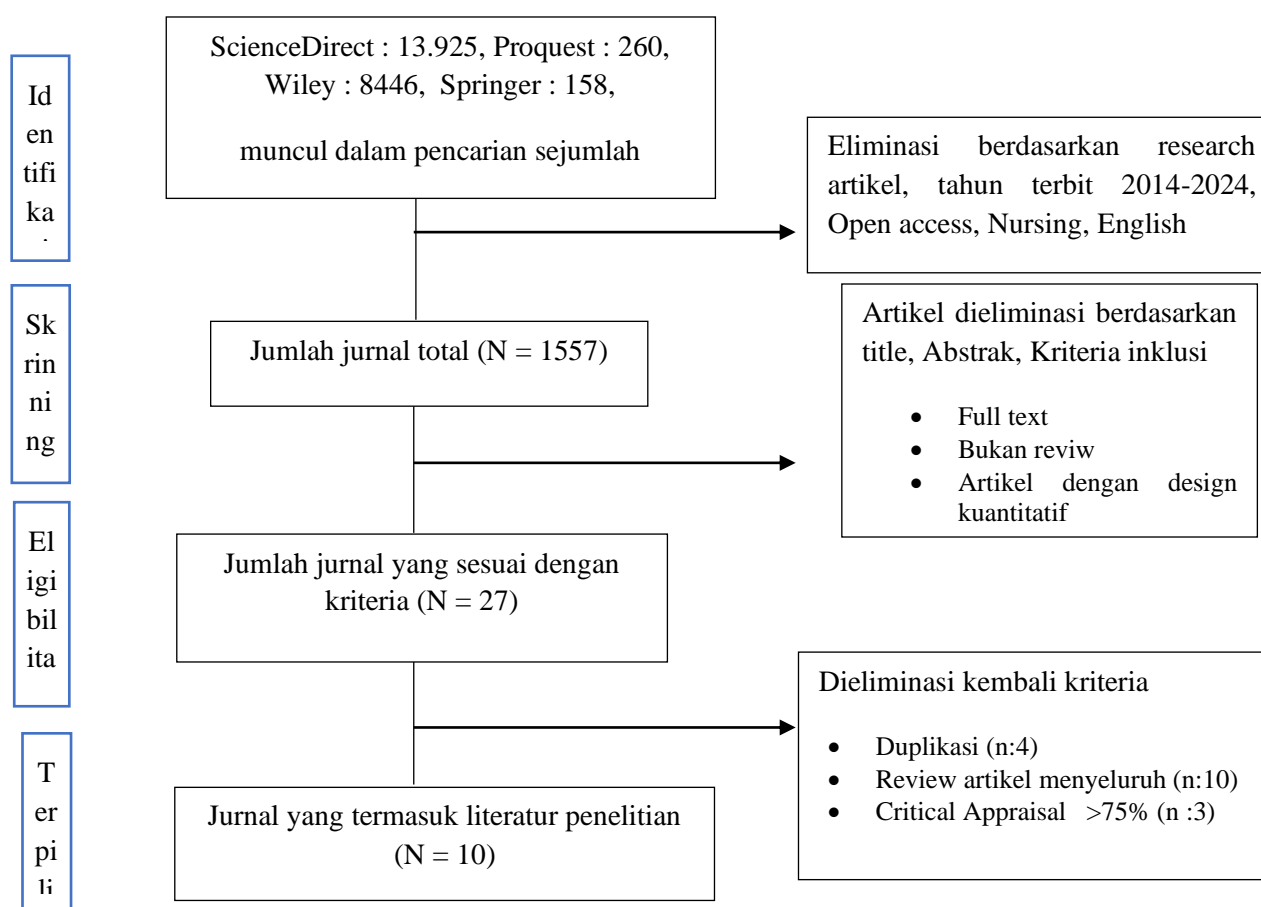 ScienceDirect : 13.925, Proquest : 260,
Wiley : 8446, Springer : 158,
muncul dalam pencarian sejumlah
Id
en
tifi
ka
Eliminasi berdasarkan research
artikel, tahun terbit 2014-2024,
Open access, Nursing, English
Sk
rin
ni
ng
Jumlah jurnal total (N = 1557)
Artikel dieliminasi berdasarkan
title, Abstrak, Kriteria inklusi
• Full text
• Bukan reviw
• Artikel dengan design
kuantitatif
El
igi
bil
ita
Jumlah jurnal yang sesuai dengan
kriteria (N = 27)
Dieliminasi kembali kriteria
• Duplikasi (n:4)
• Review artikel menyeluruh (n:10)
• Critical Appraisal >75% (n :3)
T
er
pi
li
Jurnal yang termasuk literatur penelitian
(N = 10)